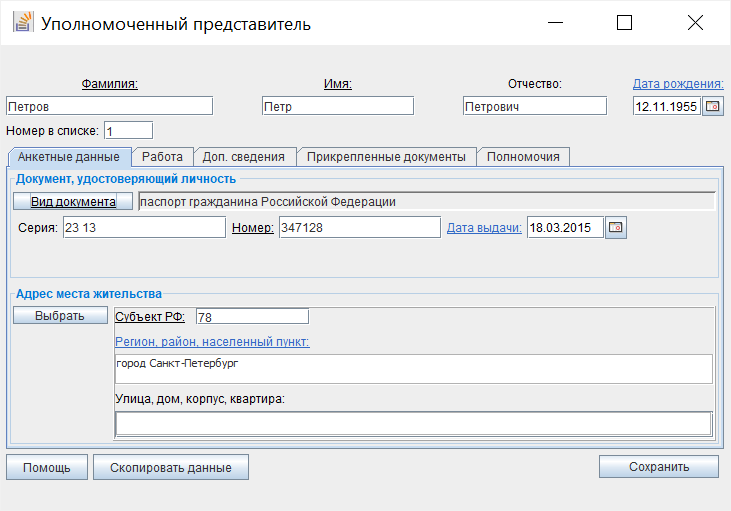 Уполномоченный представитель
Фамилия: Имя: Отчество: Дата рождения:
Петров Петр Петрович 12.11.1955
Номер в списке: 1
Анкетные данные Работа Доп. сведения Прикрепленные документы Полномочия
Документ, удостоверяющий личность
Вид документа паспорт гражданина Российской Федерации
Серия: 23 13 Номер: 347128 Дата выдачи: 18.03.2015
Адрес места жительства
Выбрать Субъект РФ: 78
Регион, район, населенный пункт:
город Санкт-Петербург
Улица, дом, корпус, квартира:
Помощь Скопировать данные Сохранить